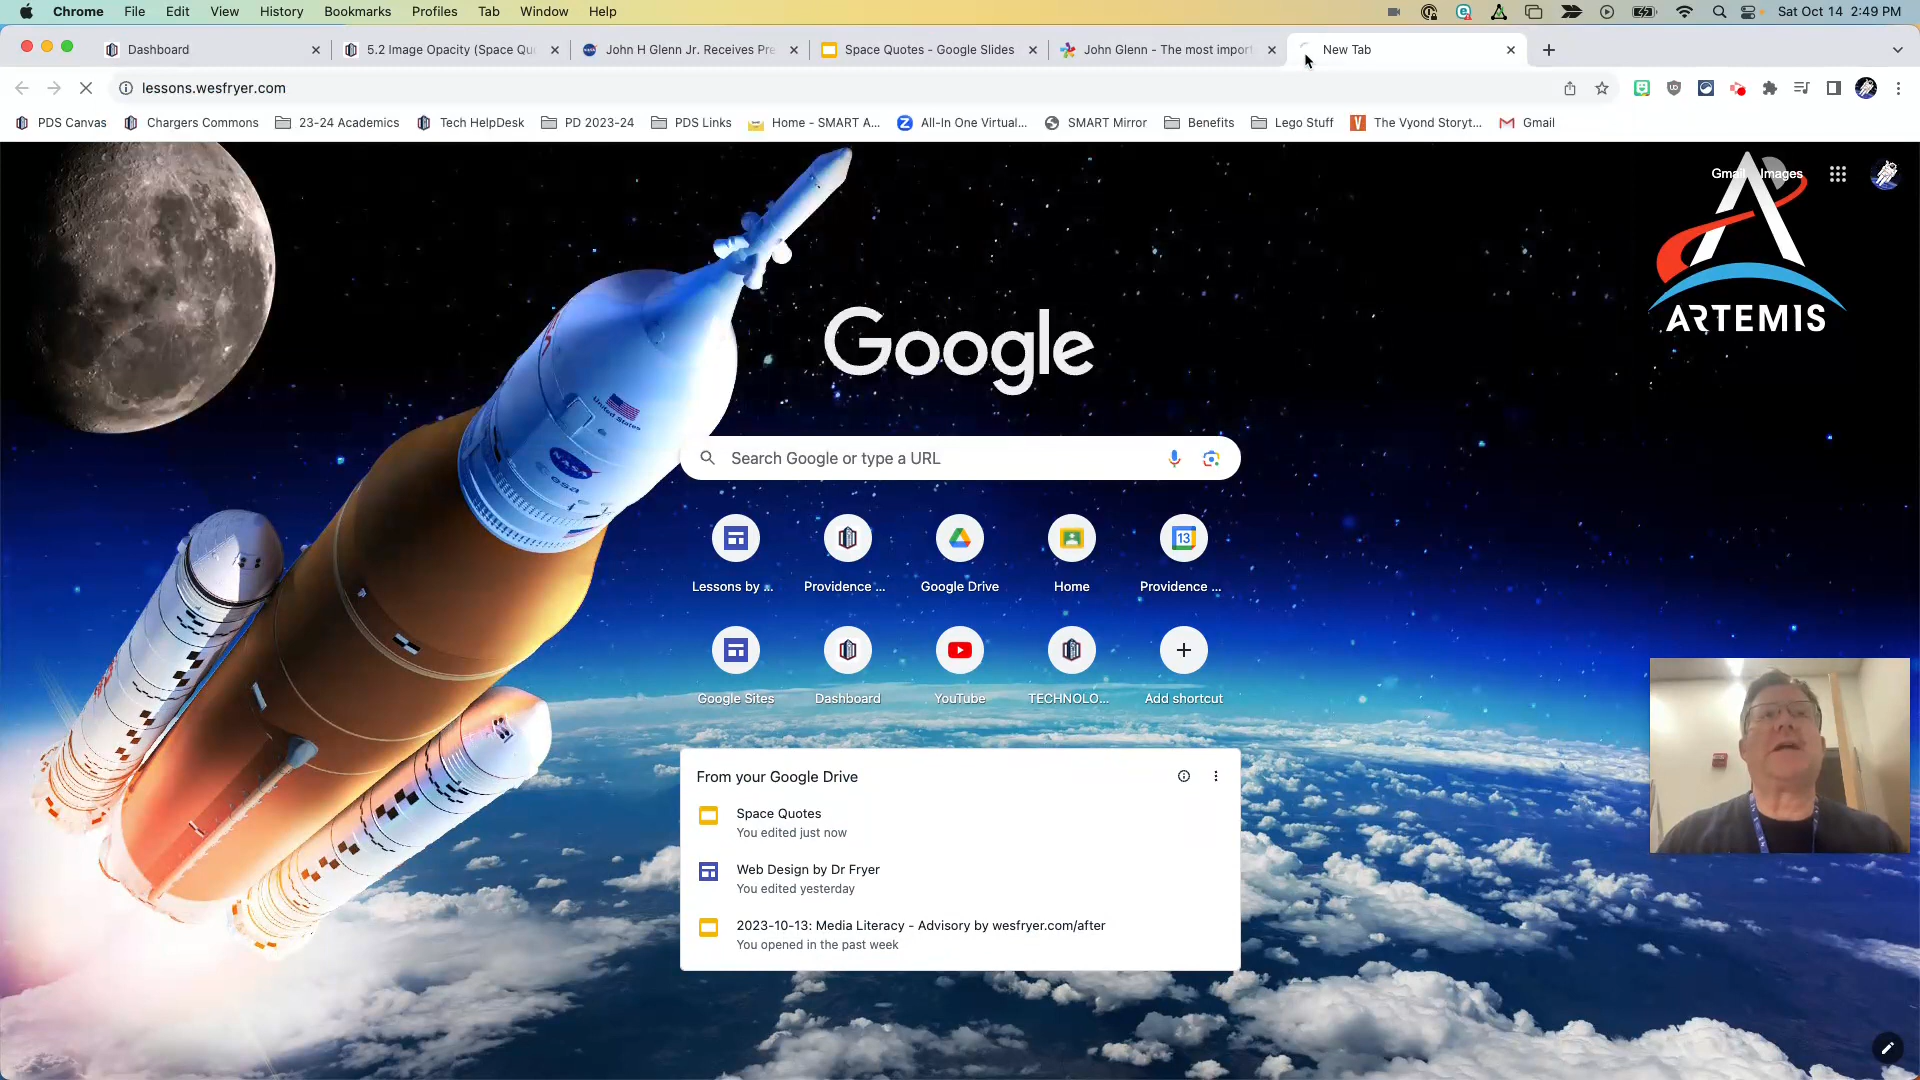 Chrome File Edit View History Bookmarks Profiles Tab Window Help
Sat Oct 14 2:49 PM
Dashboard
5.2 Image Opacity (Space Qu
John H Glenn Jr. Receives Pre
Space Quotes - Google Slides
John Glenn - The most impor
New Tab
lessons.wesfryer.com
PDS Canvas
Chargers Commons
23-24 Academics
Tech HelpDesk
PD 2023-24
PDS Links
Home - SMART A...
All-In One Virtual...
SMART Mirror
Benefits
Lego Stuff
The Vyond Storyt...
Gmail
Gmail Images
ARTEMIS
Google
United States
NASA
esa
Search Google or type a URL
Lessons by ...
Providence ...
Google Drive
Home
13
Providence ...
Google Sites
Dashboard
YouTube
TECHNOLO...
Add shortcut
From your Google Drive
Space Quotes
You edited just now
Web Design by Dr Fryer
You edited yesterday
2023-10-13: Media Literacy - Advisory by wesfryer.com/after
You opened in the past week